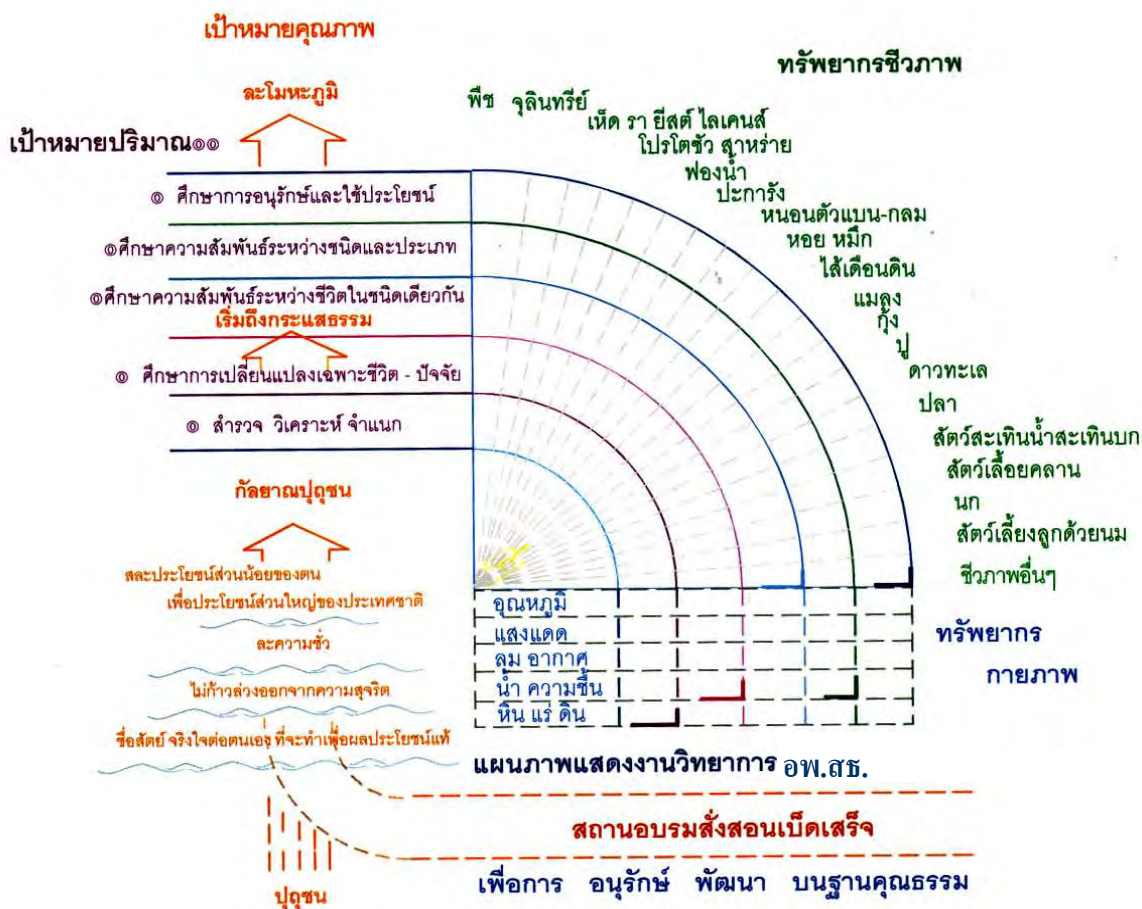 เป้าหมายคุณภาพ
ทรัพยากรชีวภาพ
ละโมหะภูมิ
เป้าหมายปริมาณ๏๏
พืช
จุลินทรีย์
เห็ด รา ยีสต์ ไลเคนส์
โปรโตซัว สาหร่าย
ฟองน้ำ
ปะการัง
หนอนตัวแบน-กลม
หอย หมึก
ไส้เดือนดิน
แมลง
กุ้ง
ปู
ดาวทะเล
ปลา
สัตว์สะเทินน้ำสะเทินบก
สัตว์เลื้อยคลาน
นก
สัตว์เลี้ยงลูกด้วยนม
ชีวภาพอื่นๆ
๏ ศึกษาการอนุรักษ์และใช้ประโยชน์
๏ศึกษาความสัมพันธ์ระหว่างชนิดและประเภท
๏ศึกษาความสัมพันธ์ระหว่างชีวิตในชนิดเดียวกัน
เริ่มถึงกระแสธรรม
๏ ศึกษาการเปลี่ยนแปลงเฉพาะชีวิต - ปัจจัย
๏ สำรวจ วิเคราะห์ จำแนก
กัลยาณปุถุชน
สละประโยชน์ส่วนน้อยของตน
เพื่อประโยชน์ส่วนใหญ่ของประเทศชาติ
ละความชั่ว
ไม่ก้าวล่วงออกจากความสุจริต
ซื่อสัตย์ จริงใจต่อตนเอง ที่จะทำเพื่อผลประโยชน์แท้
อุณหภูมิ
แสงแดด
ลม อากาศ
น้ำ ความชื้น
หิน แร่ ดิน
ทรัพยากร
กายภาพ
แผนภาพแสดงงานวิทยาการ อพ.สธ.
สถานอบรมสั่งสอนเบ็ดเสร็จ
ปุถุชน
เพื่อการ อนุรักษ์ พัฒนา บนฐานคุณธรรม